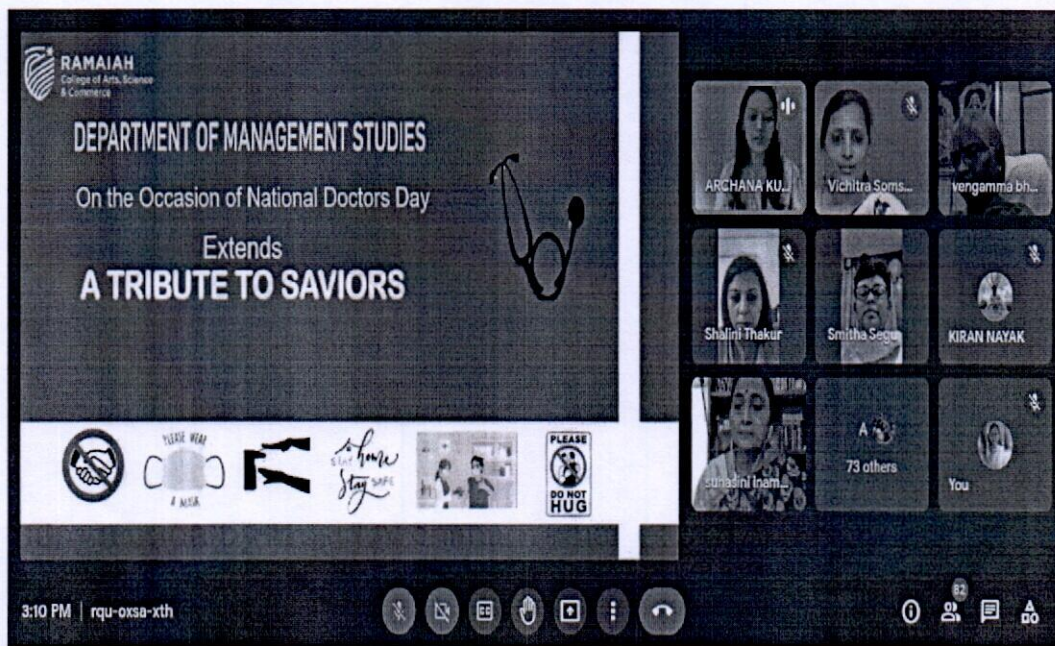 RAMAIAH
College of Arts, Science
& Commerce
DEPARTMENT OF MANAGEMENT STUDIES
On the Occasion of National Doctors Day
Extends
A TRIBUTE TO SAVIORS
PLEASE WEAR
A MASK
stay home
stay SAFE
PLEASE
DO NOT
HUG
ARCHANA KU...
Vichitra Soms...
vengamma bh...
Shalini Thakur
Smitha Segu
KIRAN NAYAK
suhasini Inam...
A
73 others
You
3:10 PM | rqu-oxsa-xth
CC
82